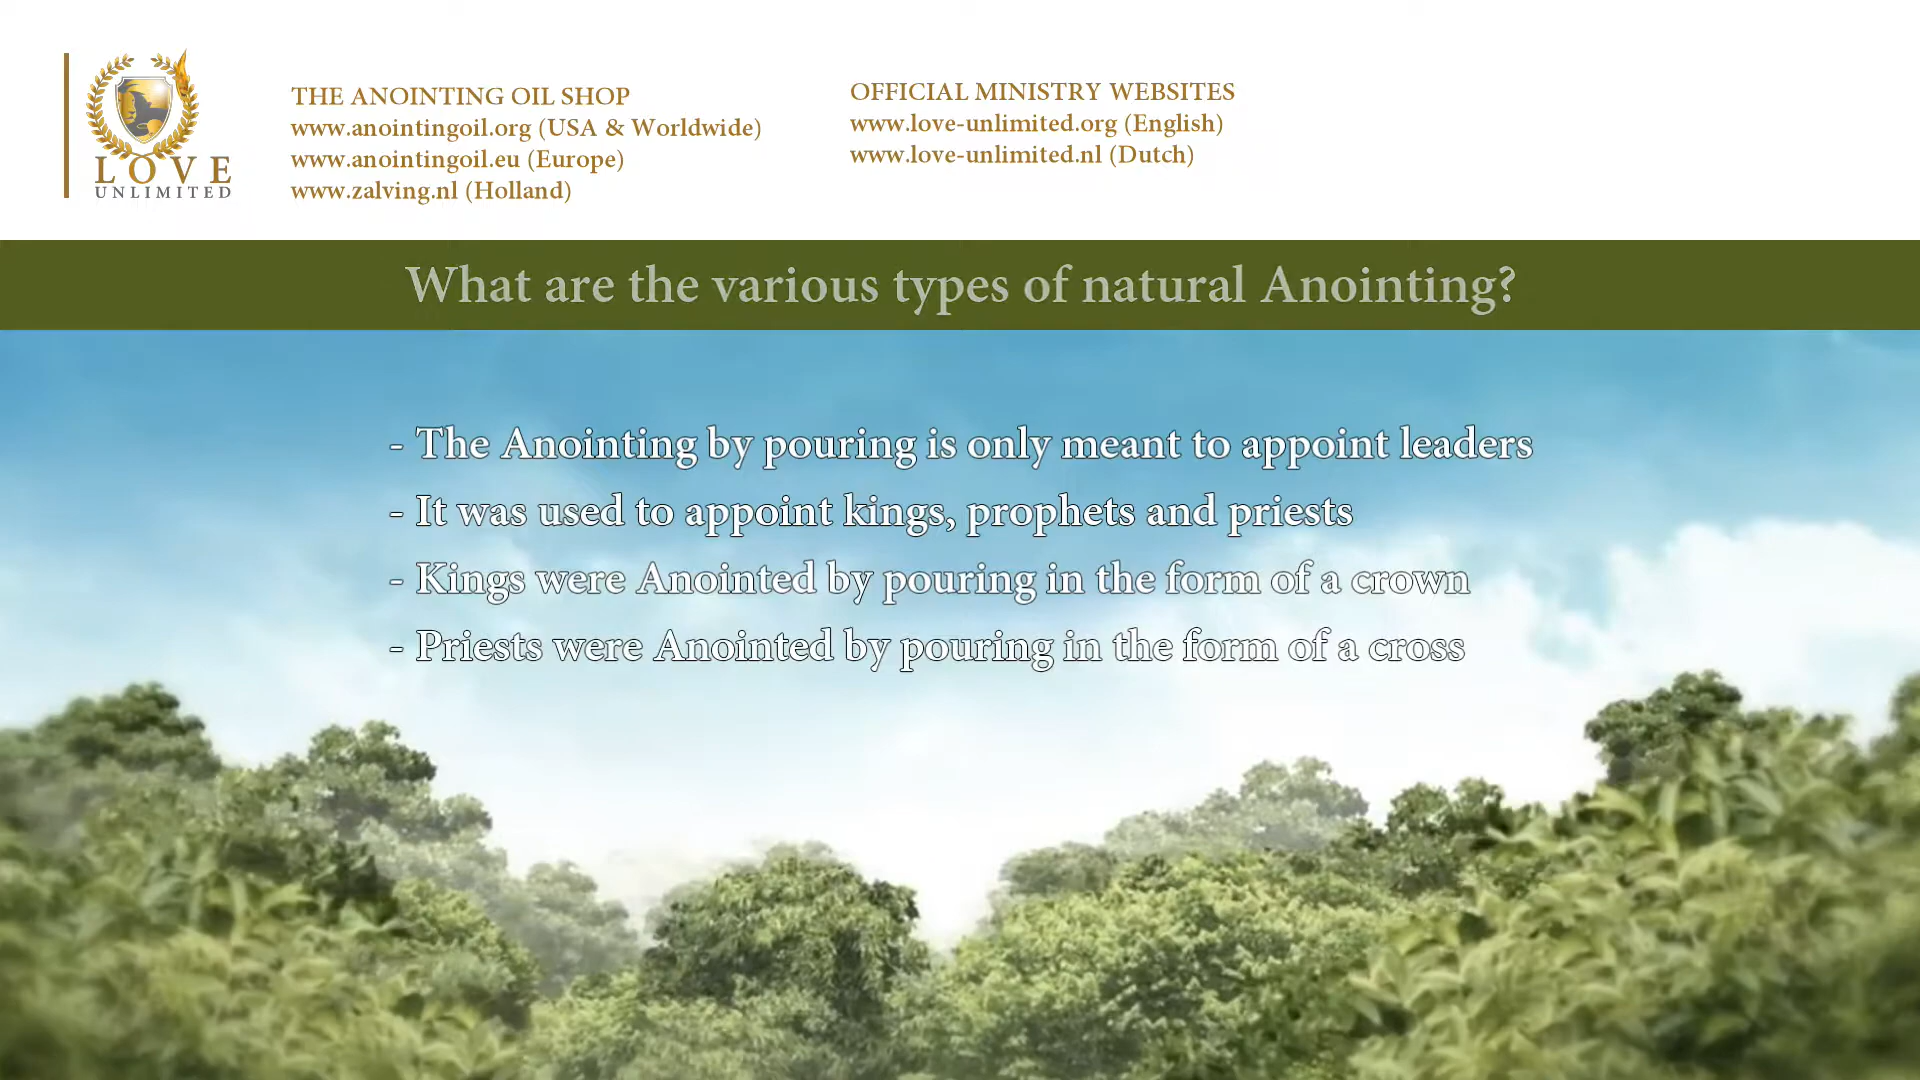 LOVE
UNLIMITED
THE ANOINTING OIL SHOP
www.anointingoil.org (USA & Worldwide)
www.anointingoil.eu (Europe)
www.zalving.nl (Holland)
OFFICIAL MINISTRY WEBSITES
www.love-unlimited.org (English)
www.love-unlimited.nl (Dutch)
What are the various types of natural Anointing?
- The Anointing by pouring is only meant to appoint leaders
- It was used to appoint kings, prophets and priests
- Kings were Anointed by pouring in the form of a crown
- Priests were Anointed by pouring in the form of a cross